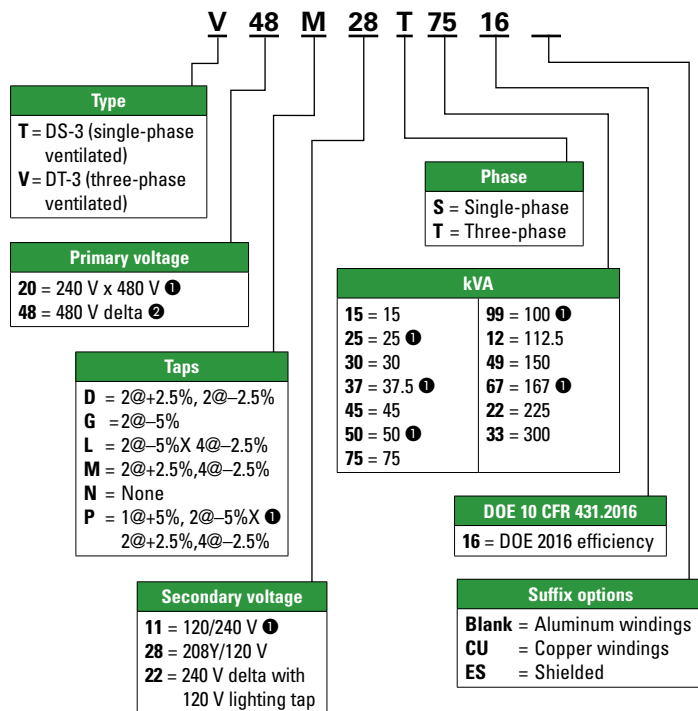 V 48 M 28 T 75 16
Type
T = DS-3 (single-phase
ventilated)
V = DT-3 (three-phase
ventilated)
Phase
S = Single-phase
T = Three-phase
Primary voltage
20 = 240 V x 480 V ❶
48 = 480 V delta ❷
kVA
15 = 15
25 = 25 ❶
30 = 30
37 = 37.5 ❶
45 = 45
50 = 50 ❶
75 = 75
99 = 100 ❶
12 = 112.5
49 = 150
67 = 167 ❶
22 = 225
33 = 300
Taps
D = 2@+2.5%, 2@–2.5%
G =2@–5%
L = 2@–5%X 4@–2.5%
M = 2@+2.5%,4@–2.5%
N = None
P = 1@+5%, 2@–5%X ❶
2@+2.5%,4@–2.5%
DOE 10 CFR 431.2016
16 = DOE 2016 efficiency
Secondary voltage
11 = 120/240 V ❶
28 = 208Y/120 V
22 = 240 V delta with
120 V lighting tap
Suffix options
Blank = Aluminum windings
CU = Copper windings
ES = Shielded